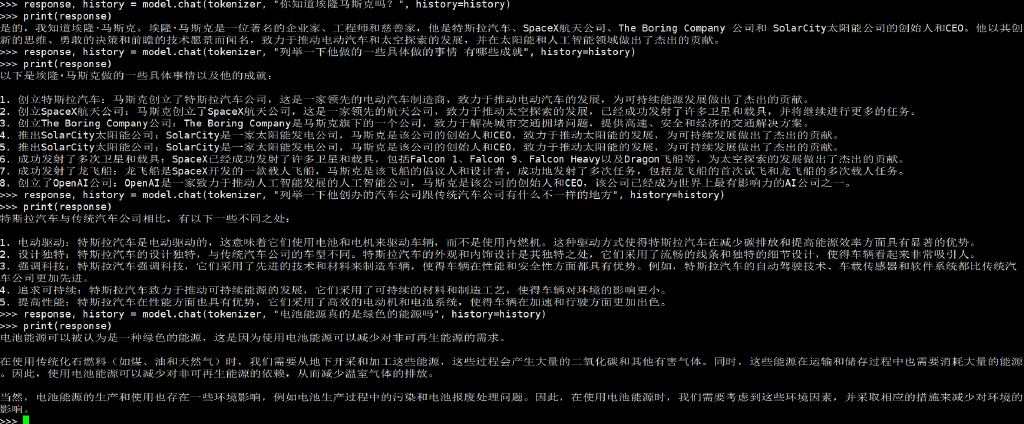 >>> response, history = model.chat(tokenizer, "你知道埃隆马斯克吗？", history=history)
>>> print(response)
是的，我知道埃隆·马斯克。埃隆·马斯克是一位著名的企业家、工程师和慈善家，他是特斯拉汽车、SpaceX航天公司、The Boring Company 公司和 SolarCity太阳能公司的创始人和CEO。他以其创
新的思维、勇敢的决策和前瞻的技术愿景而闻名，致力于推动电动汽车和太空探索的发展，并在太阳能和人工智能领域做出了杰出的贡献。
>>> response, history = model.chat(tokenizer, "列举一下他做的一些具体做的事情 有哪些成就", history=history)
>>> print(response)
以下是埃隆·马斯克做的一些具体事情以及他的成就：
1. 创立特斯拉汽车：马斯克创立了特斯拉汽车公司，这是一家领先的电动汽车制造商，致力于推动电动汽车的发展，为可持续能源发展做出了杰出的贡献。
2. 创立SpaceX航天公司：马斯克创立了SpaceX航天公司，这是一家领先的航天公司，致力于推动太空探索的发展，已经成功发射了许多卫星和载具，并将继续进行更多的任务。
3. 创立The Boring Company：The Boring Company是马斯克旗下的一个公司，致力于解决城市交通拥堵问题，提供高速、安全和经济的交通解决方案。
4. 推出SolarCity太阳能公司：SolarCity是一家太阳能发电公司，马斯克是该公司的创始人和CEO，致力于推动太阳能的发展，为可持续发展做出了杰出的贡献。
5. 推出SolarCity太阳能公司：SolarCity是一家太阳能发电公司，马斯克是该公司的创始人和CEO，致力于推动太阳能的发展，为可持续发展做出了杰出的贡献。
6. 成功发射了多次卫星和载具：SpaceX已经成功发射了许多卫星和载具，包括Falcon 1、Falcon 9、Falcon Heavy以及Dragon飞船等，为太空探索的发展做出了杰出的贡献。
7. 成功发射了龙飞船：龙飞船是SpaceX开发的一款载人飞船，马斯克是该飞船的倡议人和设计者，成功地发射了多次任务，包括龙飞船的首次试飞和龙飞船的多次载人任务。
8. 创立了OpenAI公司：OpenAI是一家致力于推动人工智能发展的人工智能公司，马斯克是该公司的创始人和CEO，该公司已经成为世界上最有影响力的AI公司之一。
>>> response, history = model.chat(tokenizer, "列举一下他创办的汽车公司跟传统汽车公司有什么不一样的地方", history=history)
>>> print(response)
特斯拉汽车与传统汽车公司相比，有以下一些不同之处：
1. 电动驱动：特斯拉汽车是电动驱动的，这意味着它们使用电池和电机来驱动车辆，而不是使用内燃机。这种驱动方式使得特斯拉汽车在减少碳排放和提高能源效率方面具有显著的优势。
2. 设计独特：特斯拉汽车的设计独特，与传统汽车公司的车型不同。特斯拉汽车的外观和内饰设计是其独特之处，它们采用了流畅的线条和独特的细节设计，使得车辆看起来非常吸引人。
3. 强调科技：特斯拉汽车强调科技，它们采用了先进的技术和材料来制造车辆，使得车辆在性能和安全性方面都具有优势。例如，特斯拉汽车的自动驾驶技术、车载传感器和软件系统都比传统汽
车公司更加先进。
4. 追求可持续：特斯拉汽车致力于推动可持续能源的发展，它们采用了可持续的材料和制造工艺，使得车辆对环境的影响更小。
5. 提高性能：特斯拉汽车在性能方面也具有优势，它们采用了高效的电动机和电池系统，使得车辆在加速和行驶方面更加出色。
>>> response, history = model.chat(tokenizer, "电池能源真的是绿色的能源吗", history=history)
>>> print(response)
电池能源可以被认为是一种绿色的能源，这是因为使用电池能源可以减少对非可再生能源的需求。
在使用传统化石燃料（如煤、油和天然气）时，我们需要从地下开采和加工这些能源，这些过程会产生大量的二氧化碳和其他有害气体。同时，这些能源在运输和储存过程中也需要消耗大量的能源
。因此，使用电池能源可以减少对非可再生能源的依赖，从而减少温室气体的排放。
当然，电池能源的生产和使用也存在一些环境影响，例如电池生产过程中的污染和电池报废处理问题。因此，在使用电池能源时，我们需要考虑到这些环境因素，并采取相应的措施来减少对环境的
影响。
>>>